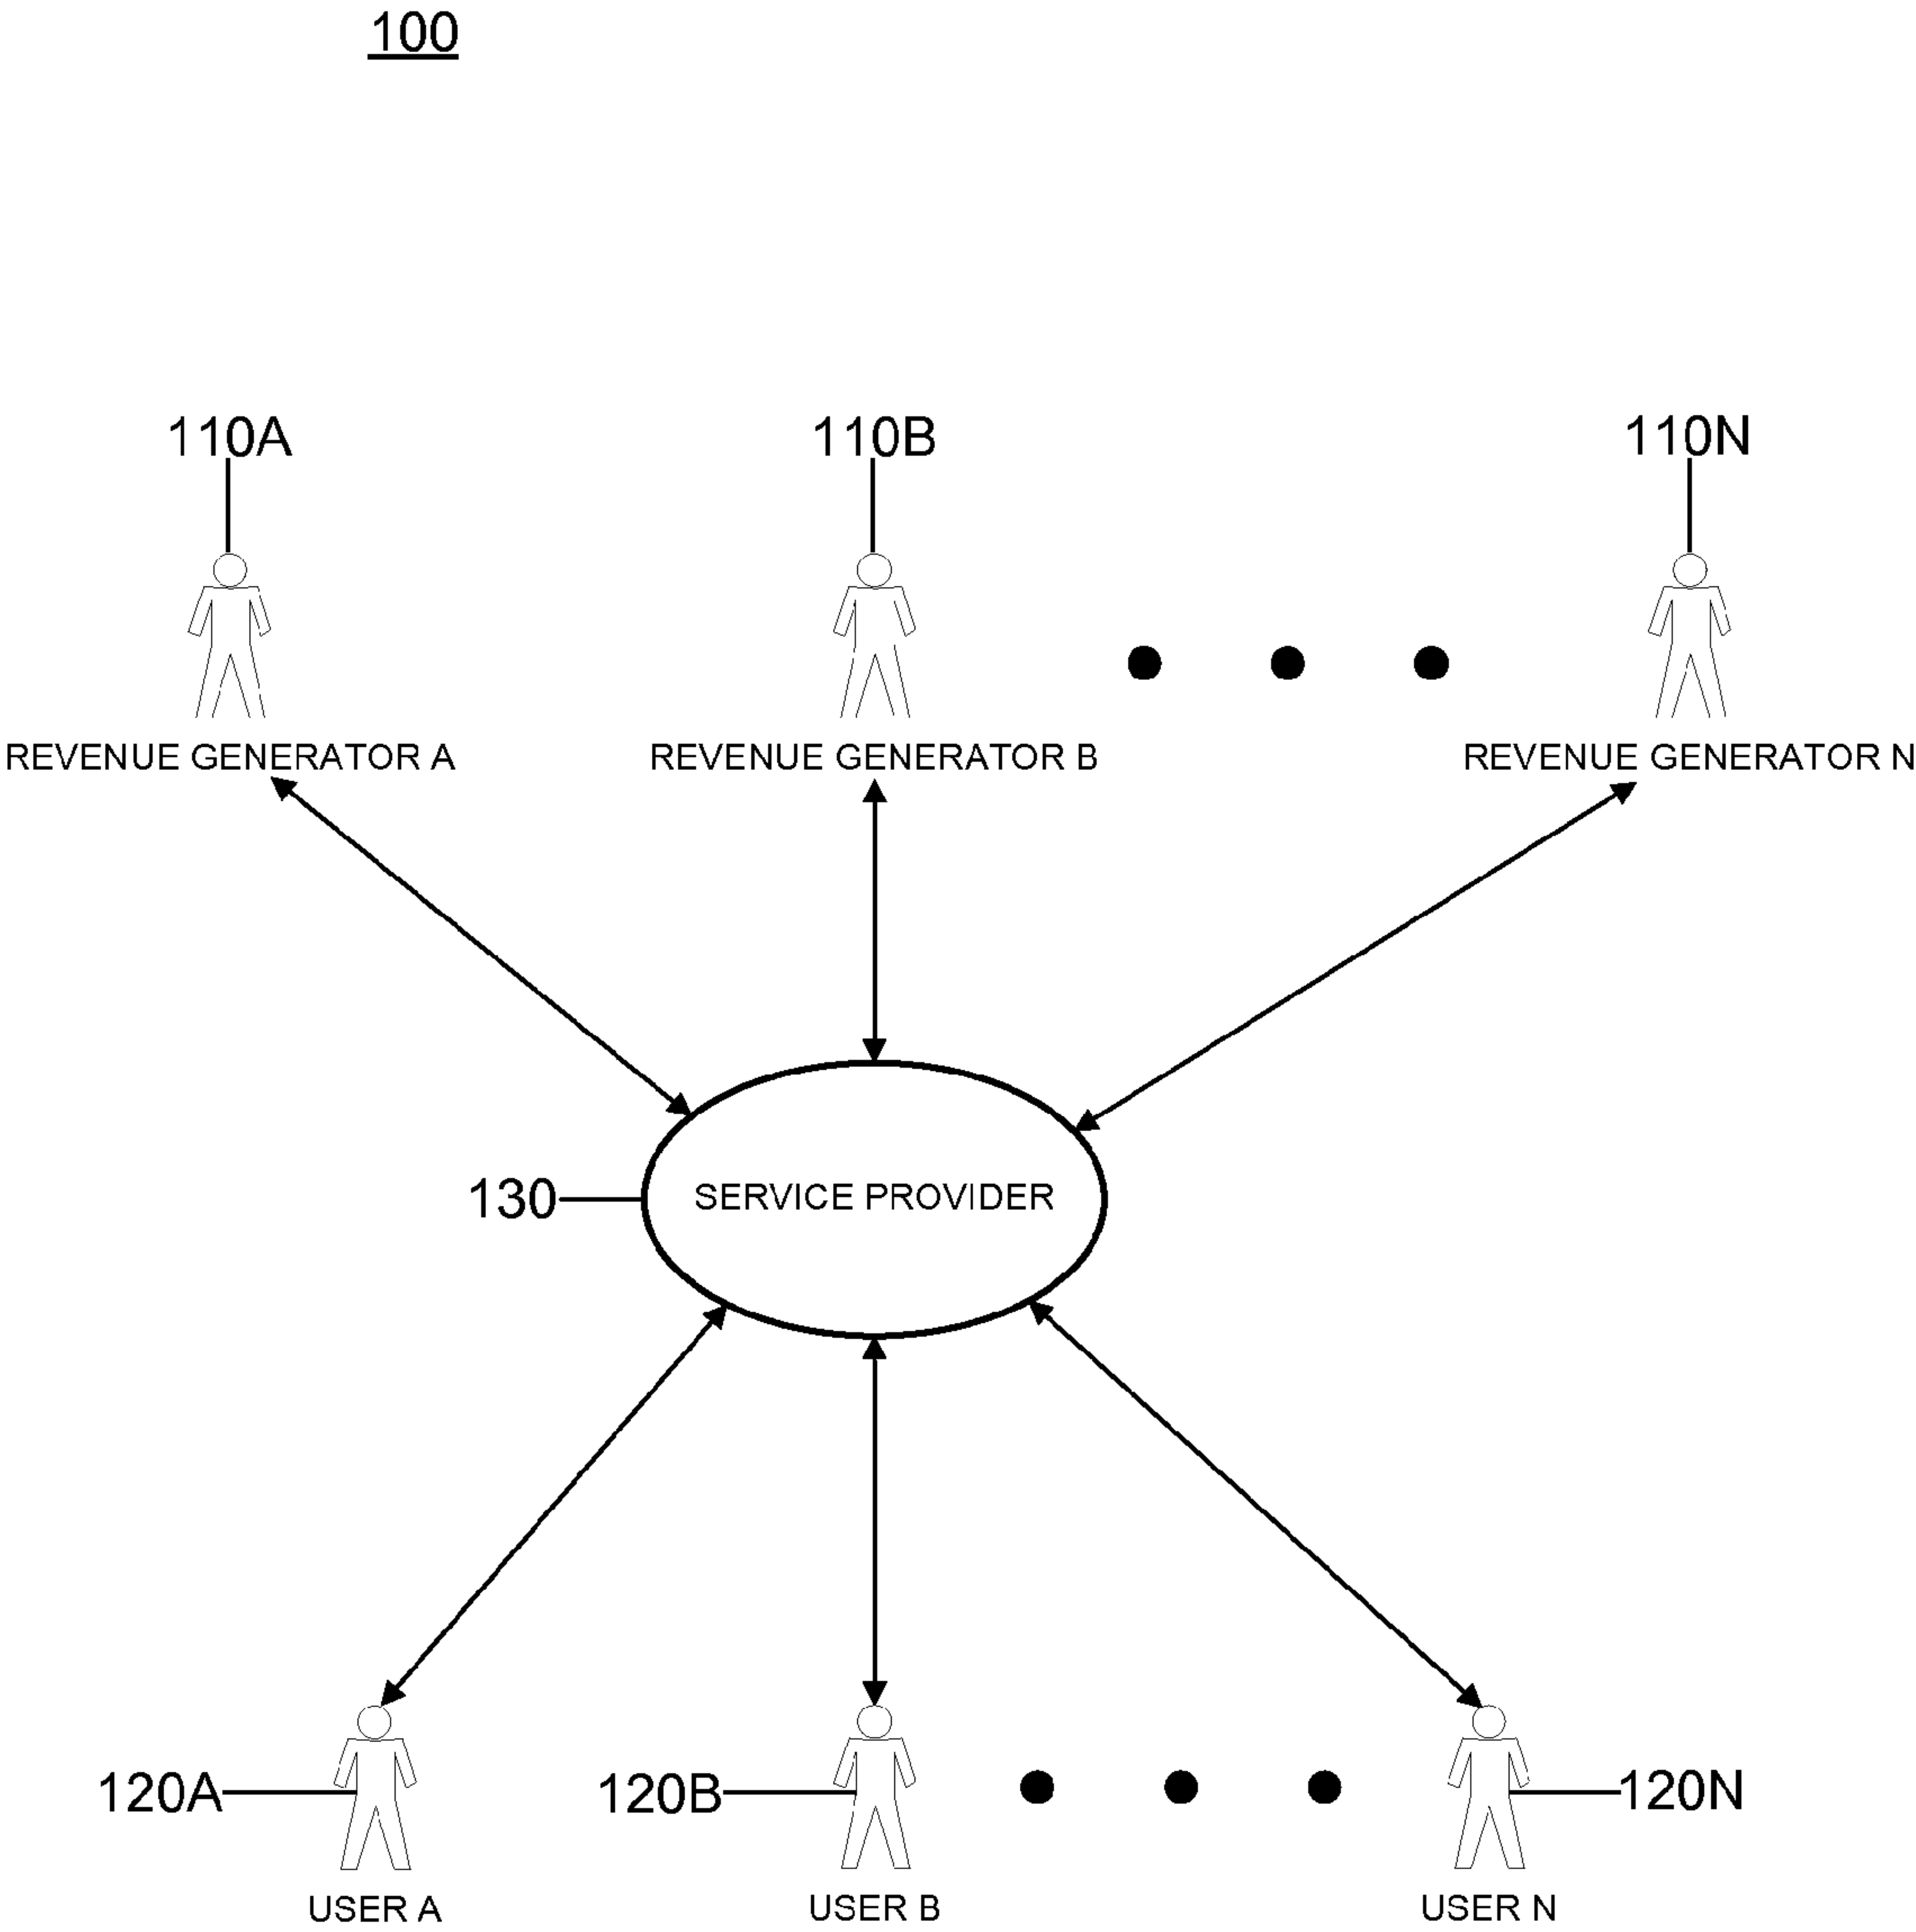 100
110A
110B
110N
REVENUE GENERATOR A
REVENUE GENERATOR B
REVENUE GENERATOR N
130
SERVICE PROVIDER
120A
120B
120N
USER A
USER B
USER N